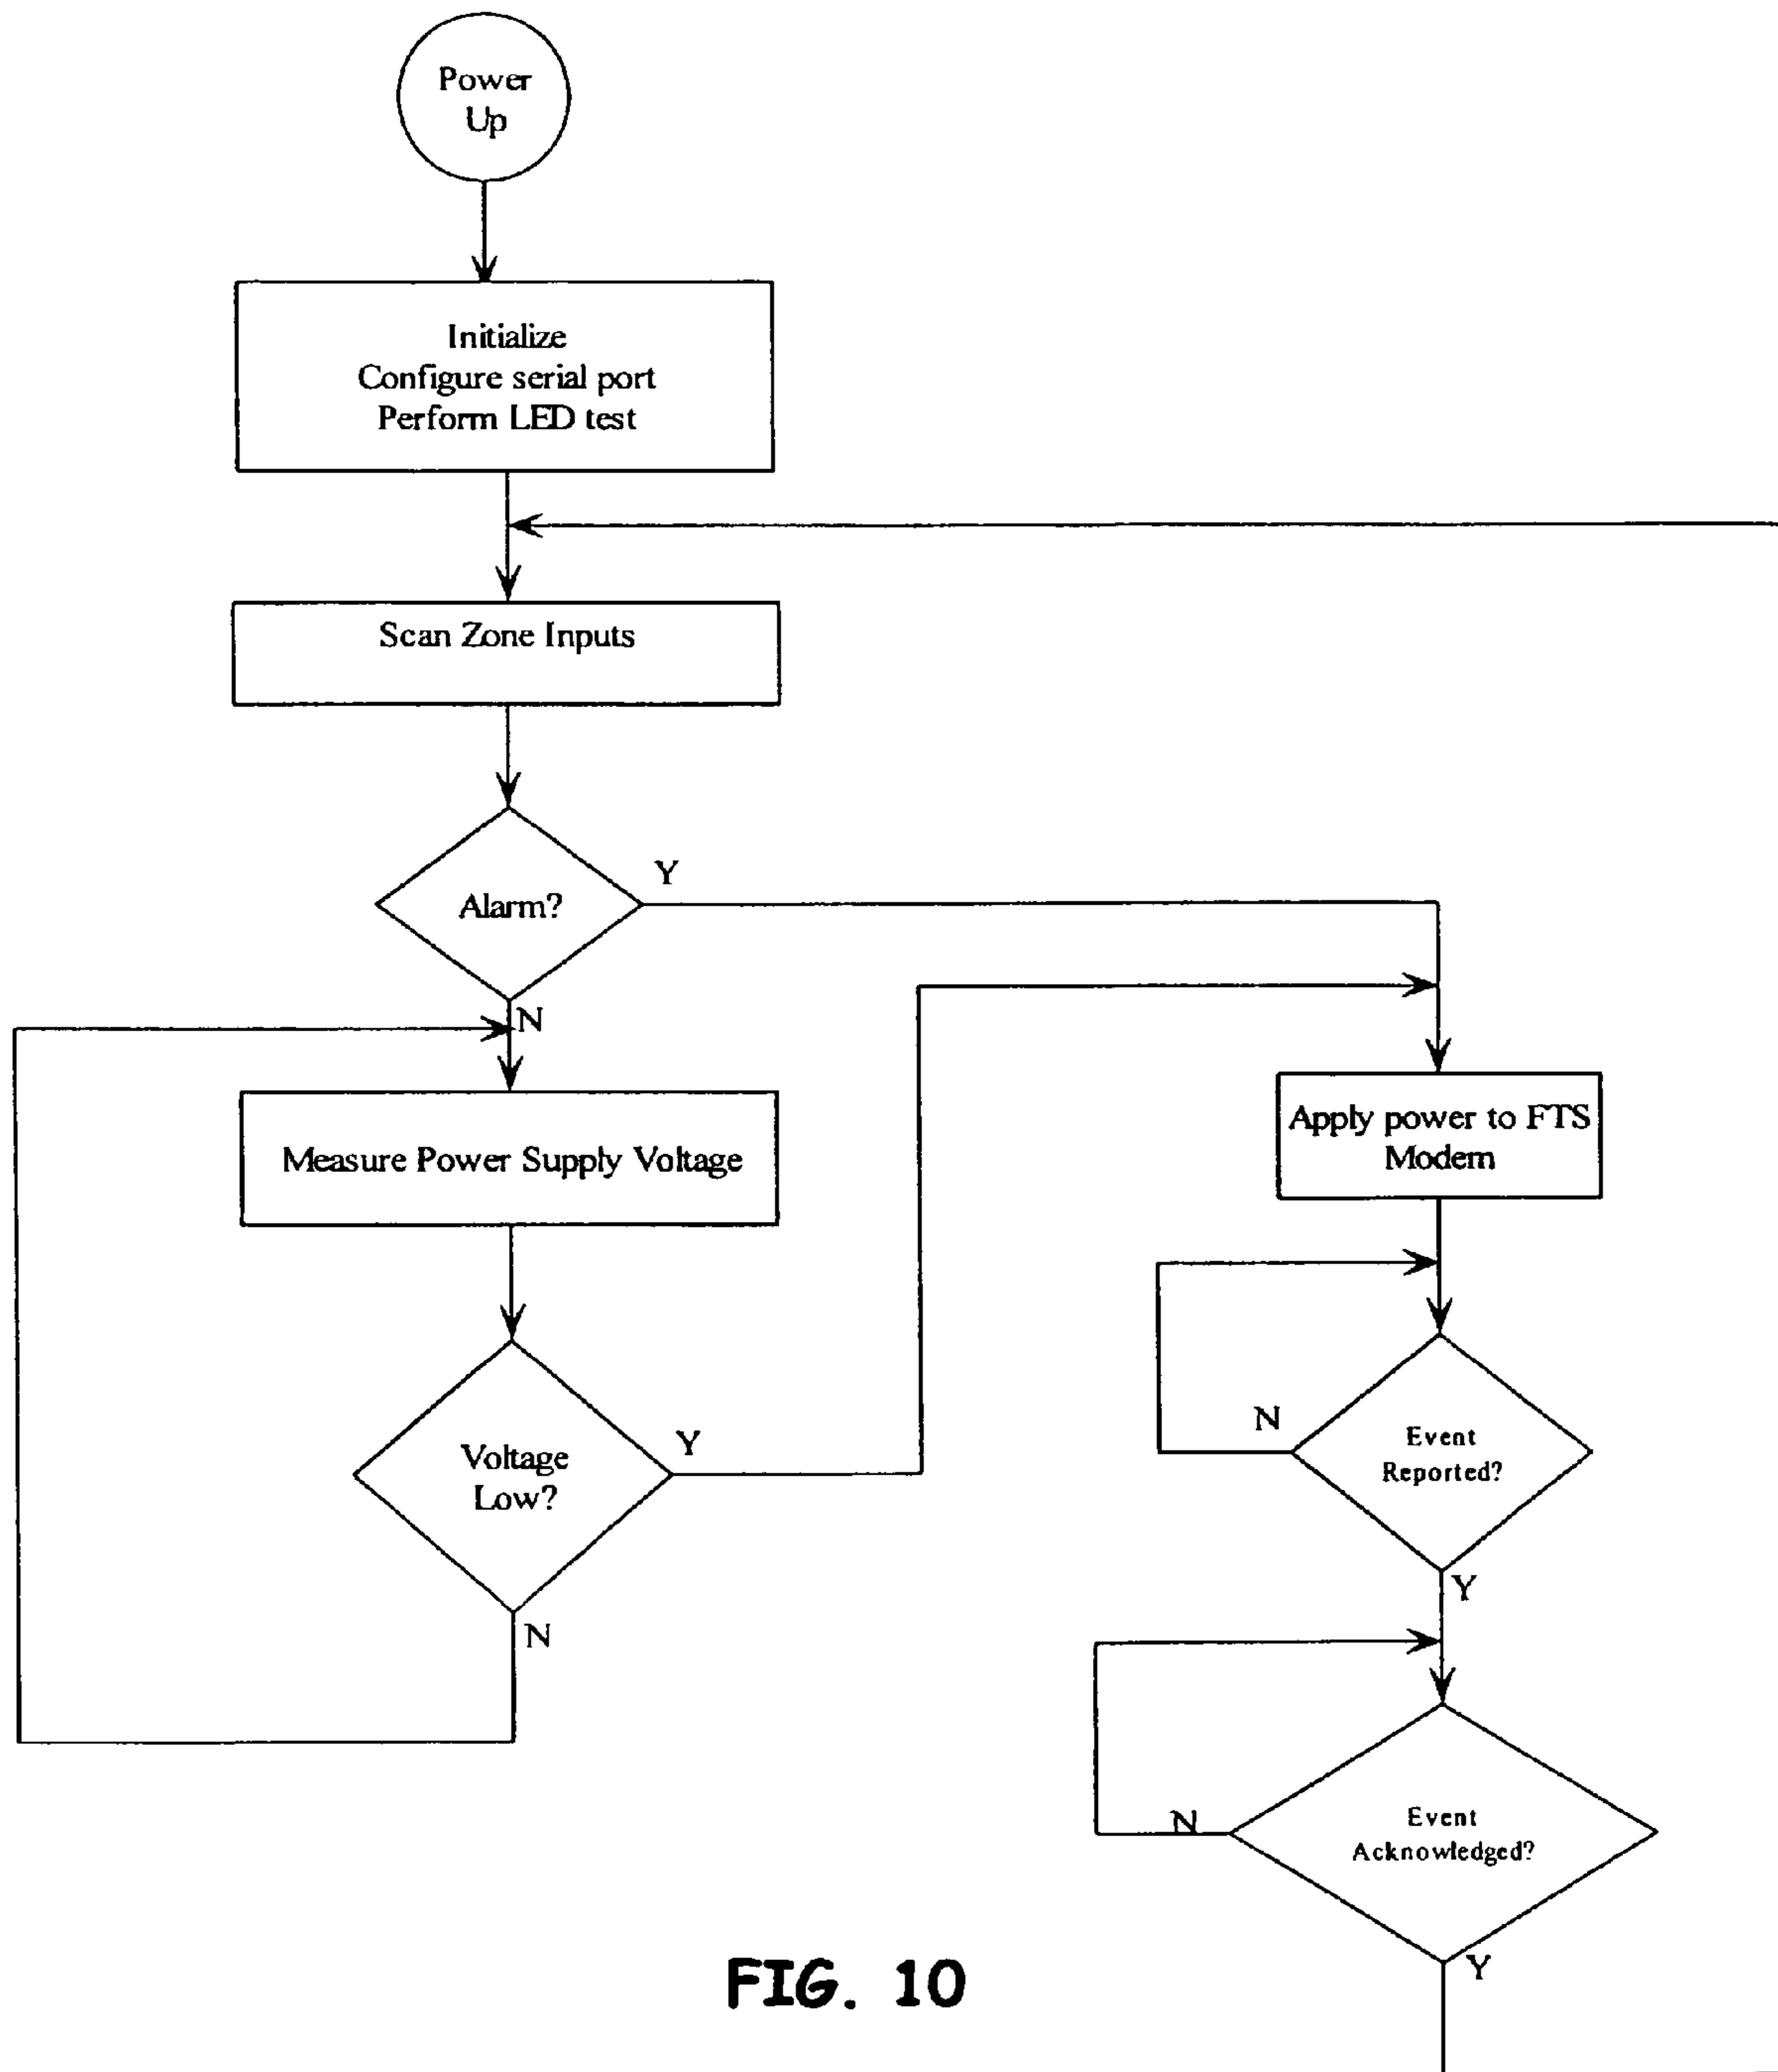 Power
Up
Initialize
Configure serial port
Perform LED test
Scan Zone Inputs
Alarm?
Y
N
Measure Power Supply Voltage
Apply power to FTS
Modem
Voltage
Low?
Y
N
Event
Reported?
N
Y
Event
Acknowledged?
N
Y
FIG. 10